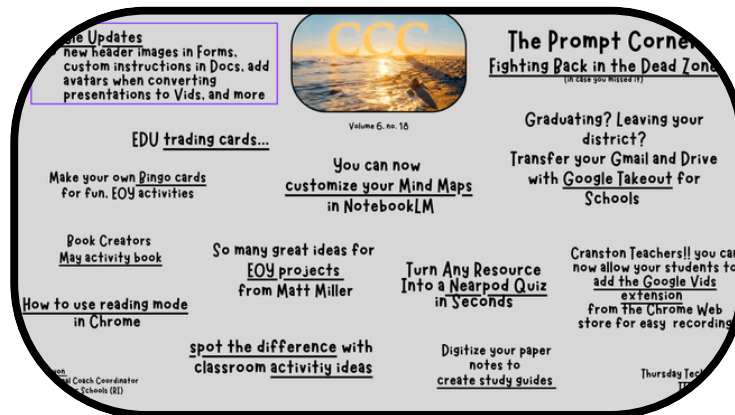 Updates
new header images in Forms,
custom instructions in Docs, add
avatars when converting
presentations to Vids, and more
CCC
Volume 6, no. 18
The Prompt Corner
Fighting Back in the Dead Zone
(in case you missed it)
EDU trading cards...
Make your own Bingo cards
for fun, EOY activities
You can now
customize your Mind Maps
in NotebookLM
Graduating? Leaving your
district?
Transfer your Gmail and Drive
with Google Takeout for
Schools
Book Creators
May activity book
So many great ideas for
EOY projects
from Matt Miller
Turn Any Resource
Into a Nearpod Quiz
in Seconds
Cranston Teachers!! you can
now allow your students to
add the Google Vids
extension
from the Chrome Web
store for easy recording
How to use reading mode
in Chrome
spot the difference with
classroom activitiy ideas
Digitize your paper
notes to
create study guides
Coach Coordinator
Schools (RI)
Thursday